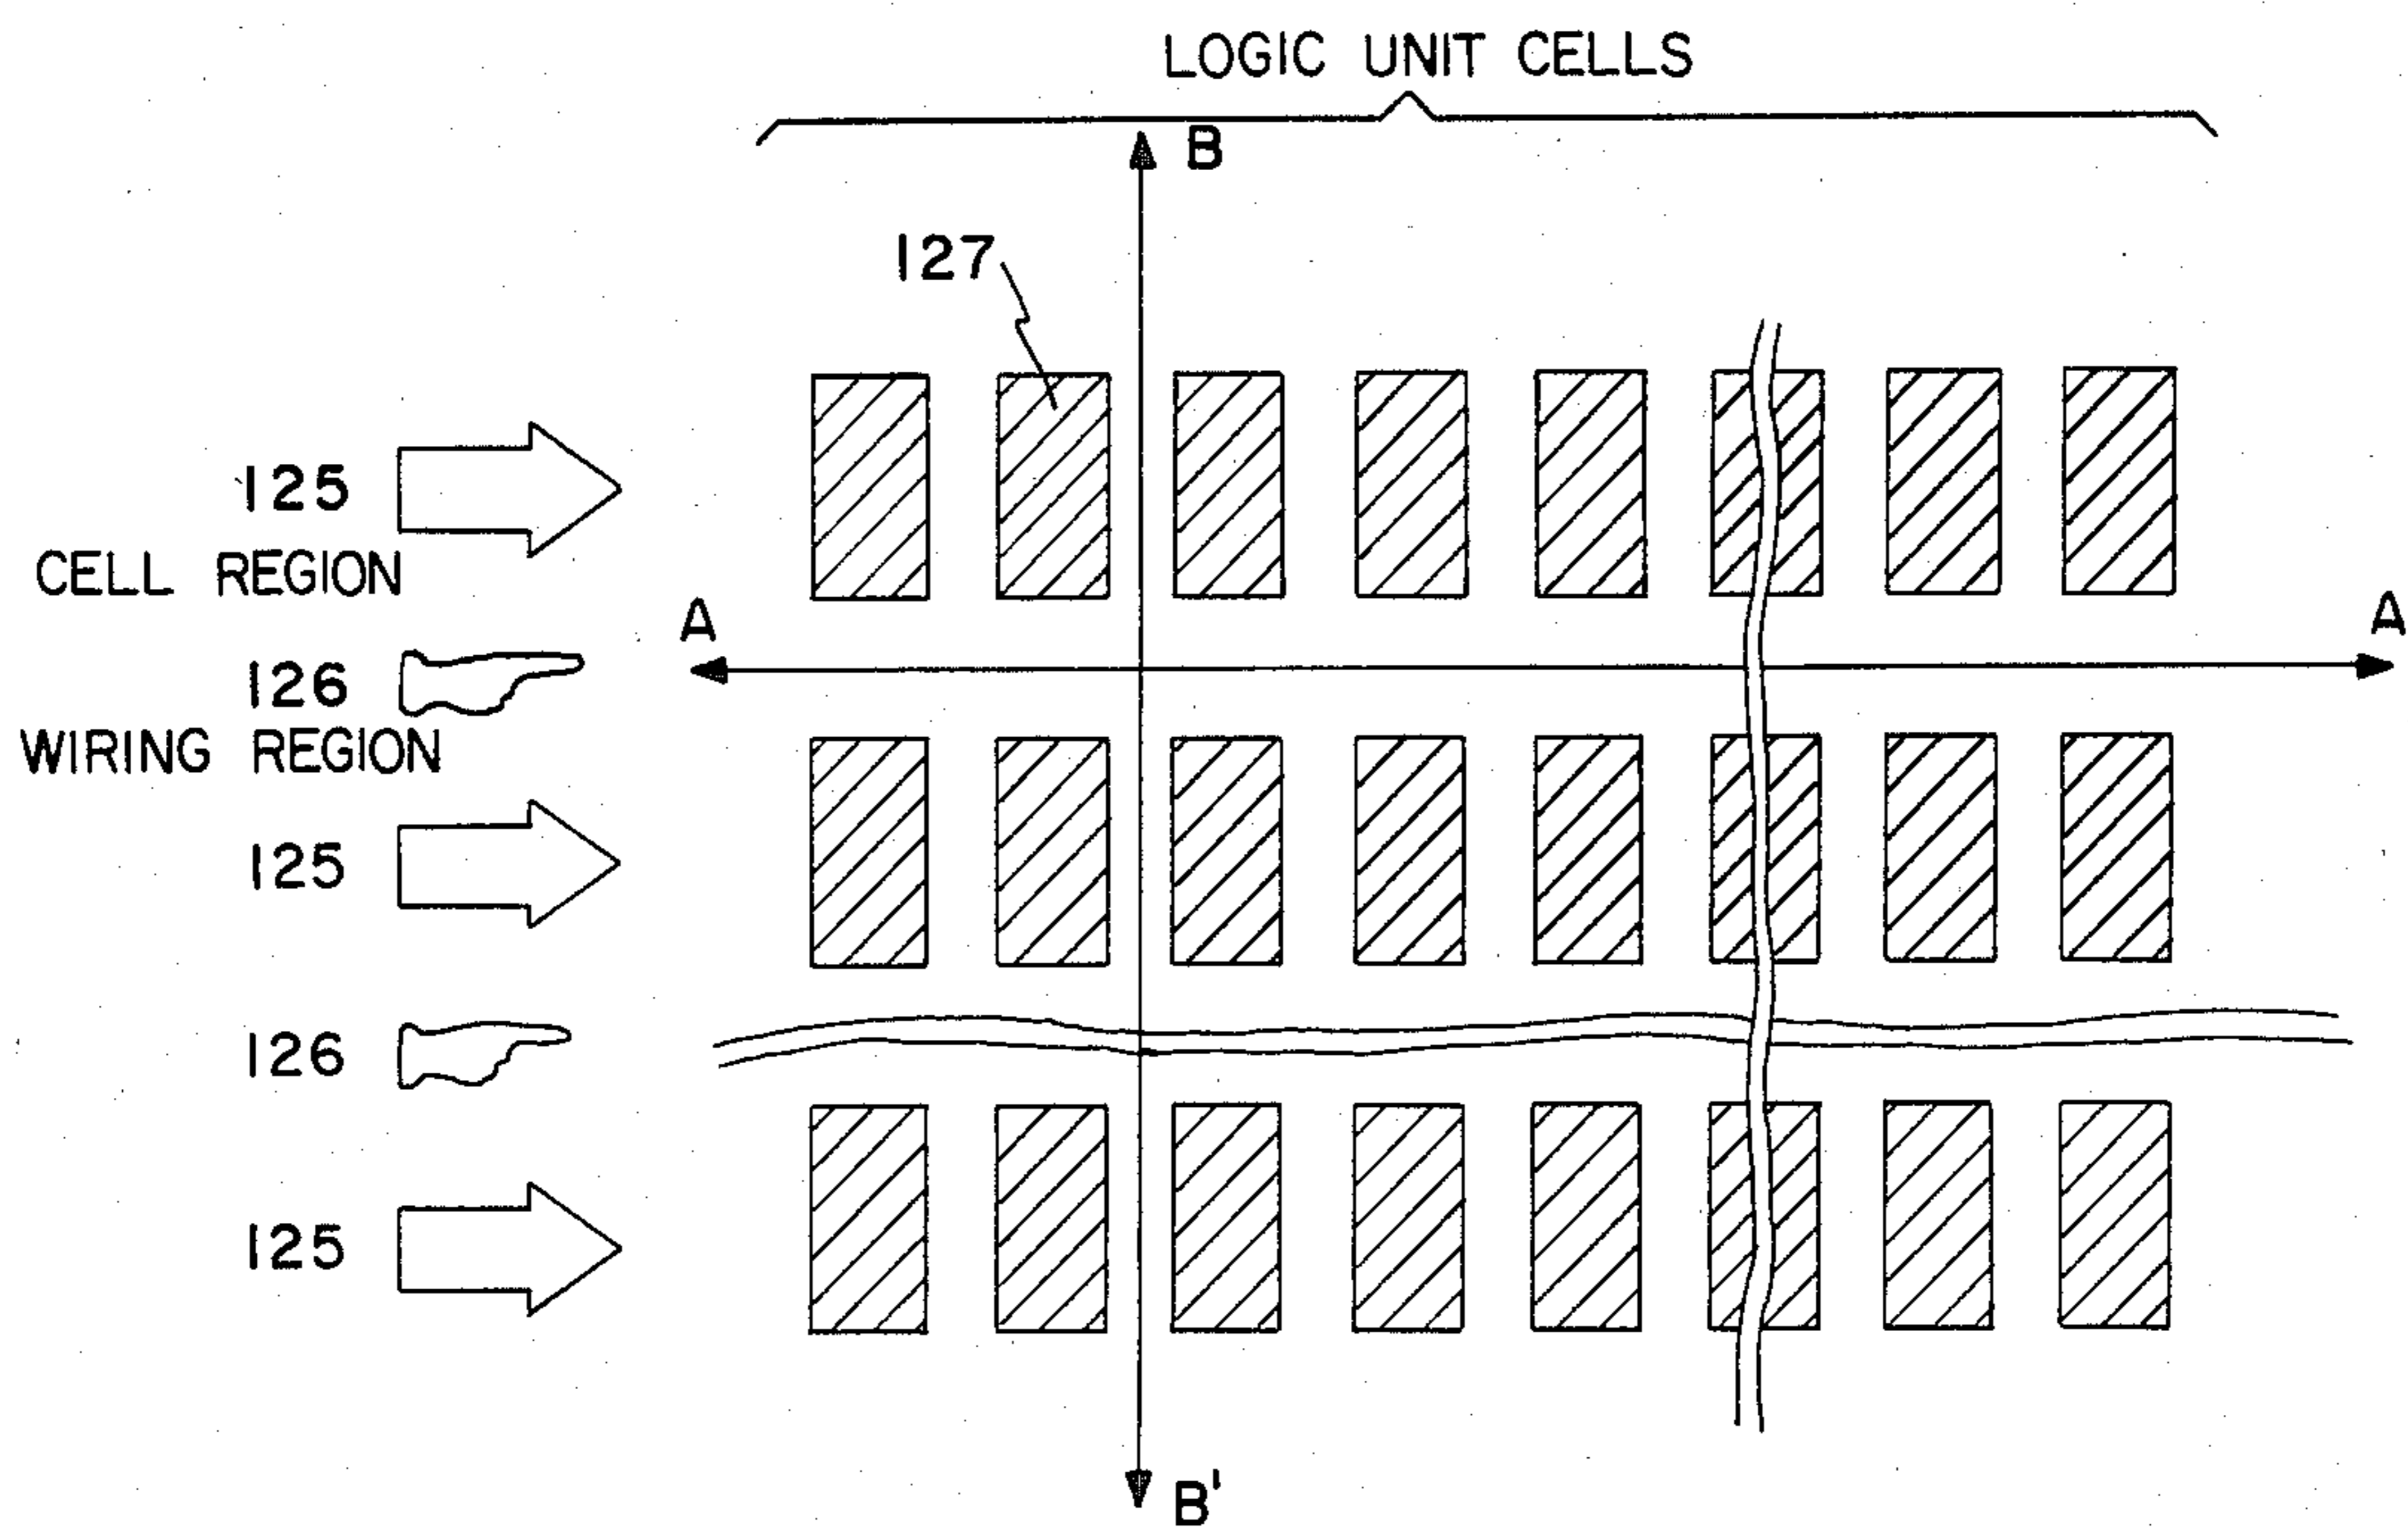 LOGIC UNIT CELLS
B
127
125
CELL REGION
A
A
126
WIRING REGION
125
126
125
B'